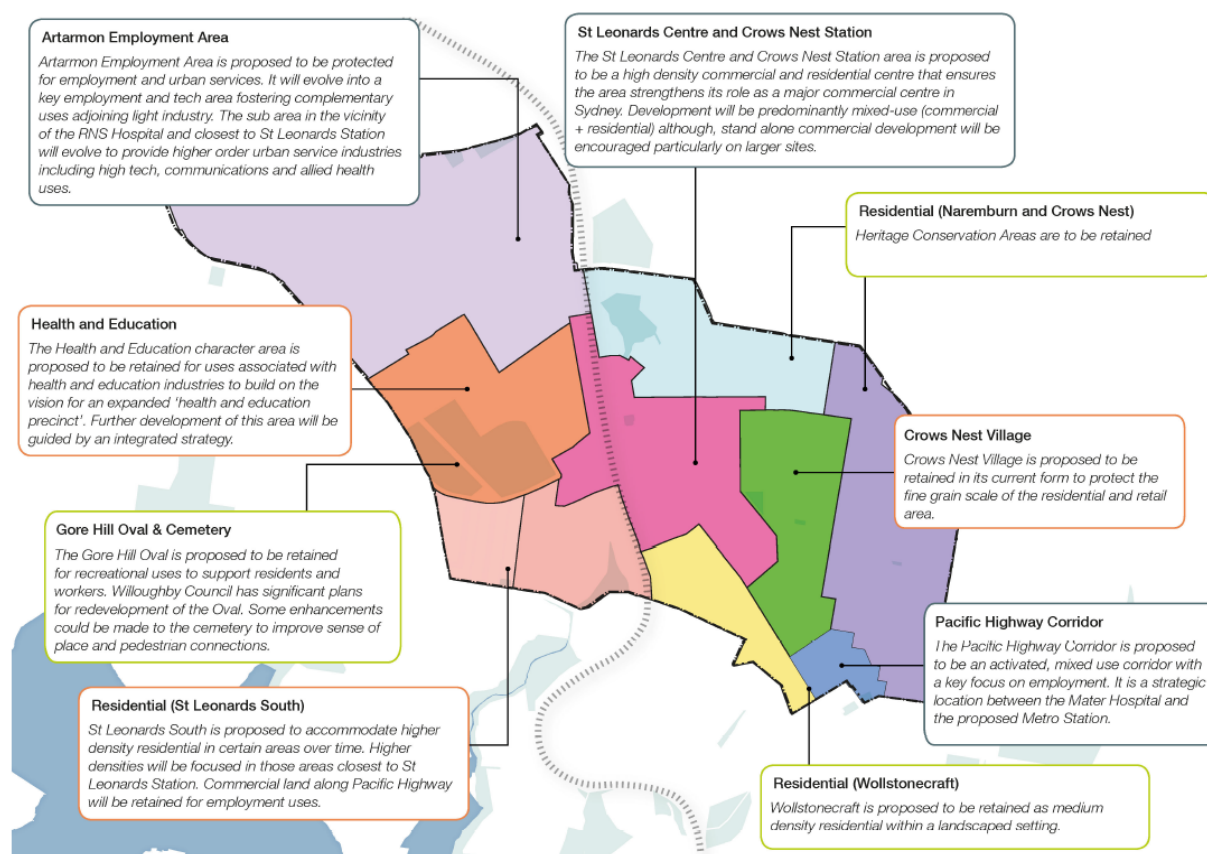 Artarmon Employment Area
Artarmon Employment Area is proposed to be protected
for employment and urban services. It will evolve into a
key employment and tech area fostering complementary
uses adjoining light industry. The sub area in the vicinity
of the RNS Hospital and closest to St Leonards Station
will evolve to provide higher order urban service industries
including high tech, communications and allied health
uses.
St Leonards Centre and Crows Nest Station
The St Leonards Centre and Crows Nest Station area is proposed
to be a high density commercial and residential centre that ensures
the area strengthens its role as a major commercial centre in
Sydney. Development will be predominantly mixed-use (commercial
+ residential) although, stand alone commercial development will be
encouraged particularly on larger sites.
Residential (Naremburn and Crows Nest)
Heritage Conservation Areas are to be retained
Health and Education
The Health and Education character area is
proposed to be retained for uses associated with
health and education industries to build on the
vision for an expanded ‘health and education
precinct’. Further development of this area will be
guided by an integrated strategy.
Crows Nest Village
Crows Nest Village is proposed to be
retained in its current form to protect the
fine grain scale of the residential and retail
area.
Gore Hill Oval & Cemetery
The Gore Hill Oval is proposed to be retained
for recreational uses to support residents and
workers. Willoughby Council has significant plans
for redevelopment of the Oval. Some enhancements
could be made to the cemetery to improve sense of
place and pedestrian connections.
Pacific Highway Corridor
The Pacific Highway Corridor is proposed
to be an activated, mixed use corridor with
a key focus on employment. It is a strategic
location between the Mater Hospital and
the proposed Metro Station.
Residential (St Leonards South)
St Leonards South is proposed to accommodate higher
density residential in certain areas over time. Higher
densities will be focused in those areas closest to St
Leonards Station. Commercial land along Pacific Highway
will be retained for employment uses.
Residential (Wollstonecraft)
Wollstonecraft is proposed to be retained as medium
density residential within a landscaped setting.